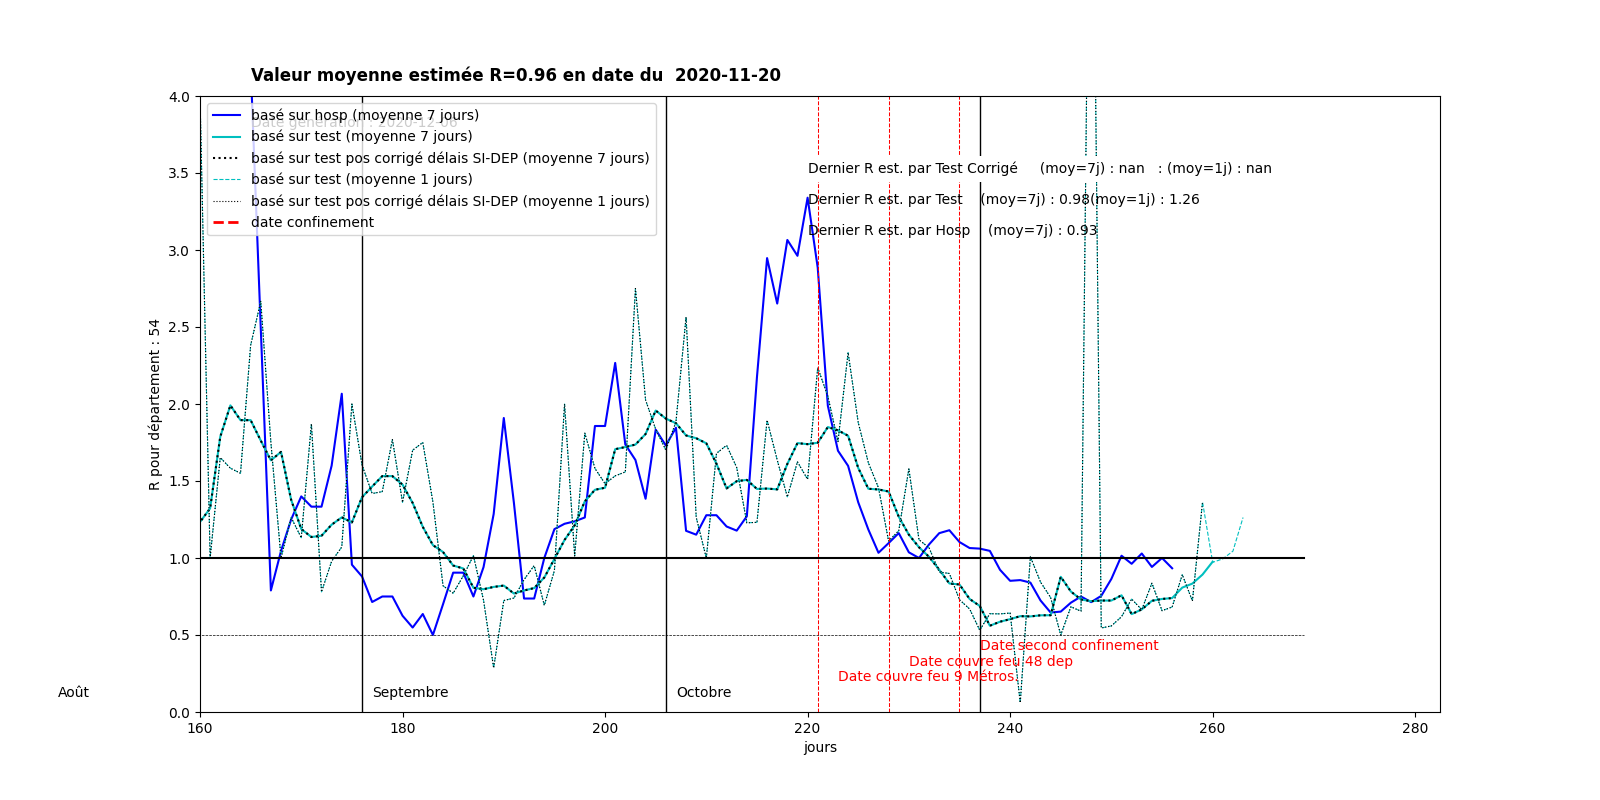 Valeur moyenne estimée R=0.96 en date du  2020-11-20
Date génération : 2020-12-06
basé sur hosp (moyenne 7 jours)
basé sur test (moyenne 7 jours)
basé sur test pos corrigé délais SI-DEP (moyenne 7 jours)
basé sur test (moyenne 1 jours)
basé sur test pos corrigé délais SI-DEP (moyenne 1 jours)
date confinement
Dernier R est. par Test Corrigé     (moy=7j) : nan   : (moy=1j) : nan
Dernier R est. par Test    (moy=7j) : 0.98(moy=1j) : 1.26
Dernier R est. par Hosp    (moy=7j) : 0.93
4.0
3.5
3.0
2.5
2.0
1.5
1.0
0.5
0.0
R pour département : 54
Date second confinement
Date couvre feu 48 dep
Date couvre feu 9 Métros.
Août
Septembre
Octobre
160 180 200 220 240 260 280
jours